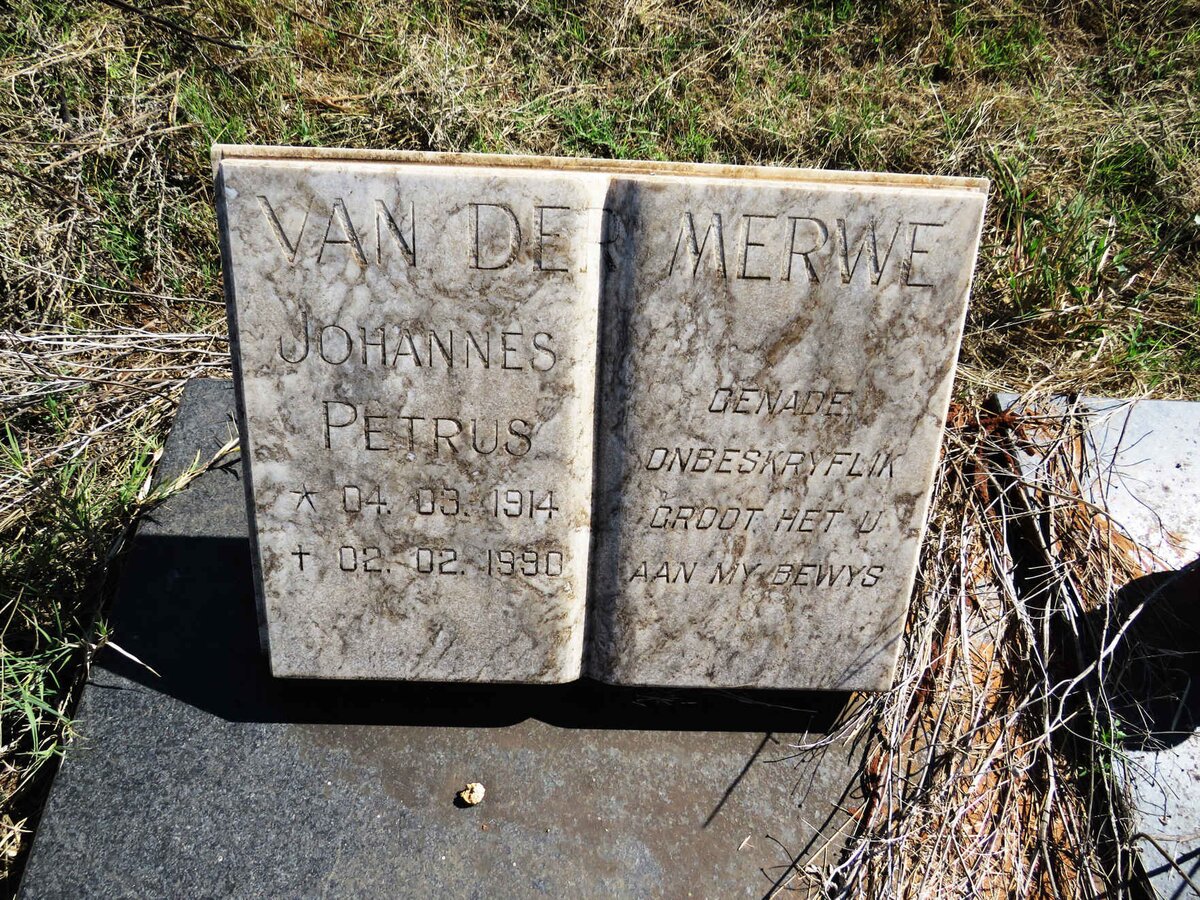 VAN DER MERWE
JOHANNES
PETRUS
* 04. 03. 1914
† 02. 02. 1990
GENADE
ONBESKRYFLIK
GROOT HET U
AAN MY BEWYS